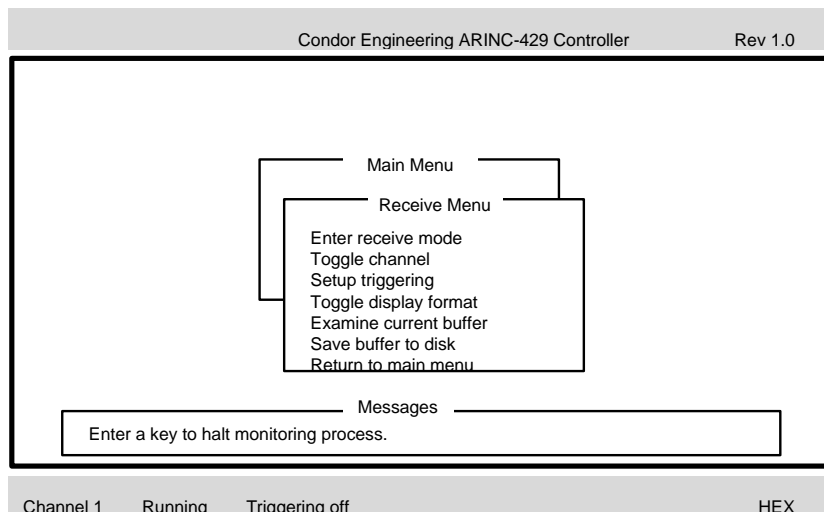 Condor Engineering ARINC-429 Controller Rev 1.0
Main Menu
Receive Menu
Enter receive mode
Toggle channel
Setup triggering
Toggle display format
Examine current buffer
Save buffer to disk
Return to main menu
Messages
Enter a key to halt monitoring process.
Channel 1 Running Triggering off HEX